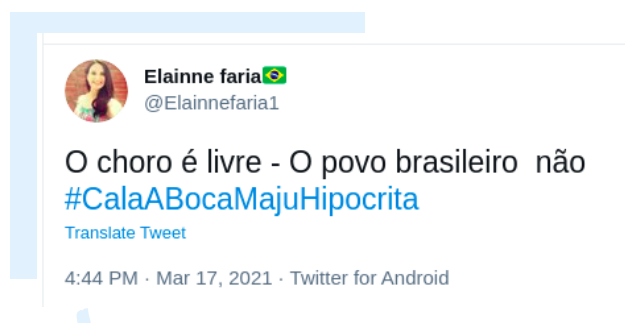 Elainne faria
@Elainnefaria1
O choro é livre - O povo brasileiro não
#CalaABocaMajuHipocrita
Translate Tweet
4:44 PM · Mar 17, 2021 · Twitter for Android